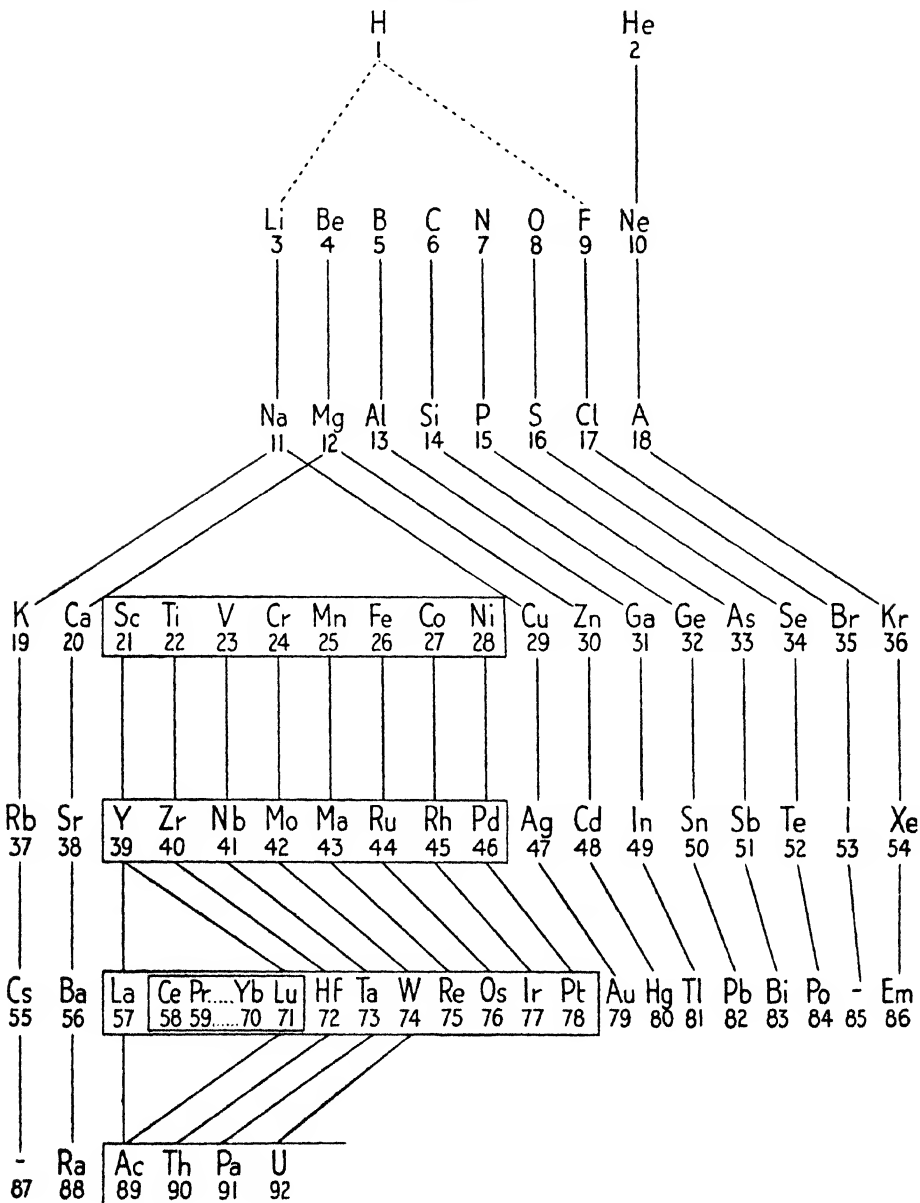 H He
1 2
Li Be B C N O F Ne
3 4 5 6 7 8 9 10
Na Mg Al Si P S Cl A
11 12 13 14 15 16 17 18
K Ca Sc Ti V Cr Mn Fe Co Ni Cu Zn Ga Ge As Se Br Kr
19 20 21 22 23 24 25 26 27 28 29 30 31 32 33 34 35 36
Rb Sr Y Zr Nb Mo Ma Ru Rh Pd Ag Cd In Sn Sb Te I Xe
37 38 39 40 41 42 43 44 45 46 47 48 49 50 51 52 53 54
Cs Ba La Ce Pr.....Yb Lu Hf Ta W Re Os Ir Pt Au Hg Tl Pb Bi Po - Em
55 56 57 58 59......70 71 72 73 74 75 76 77 78 79 80 81 82 83 84 85 86
- Ra Ac Th Pa U
87 88 89 90 91 92